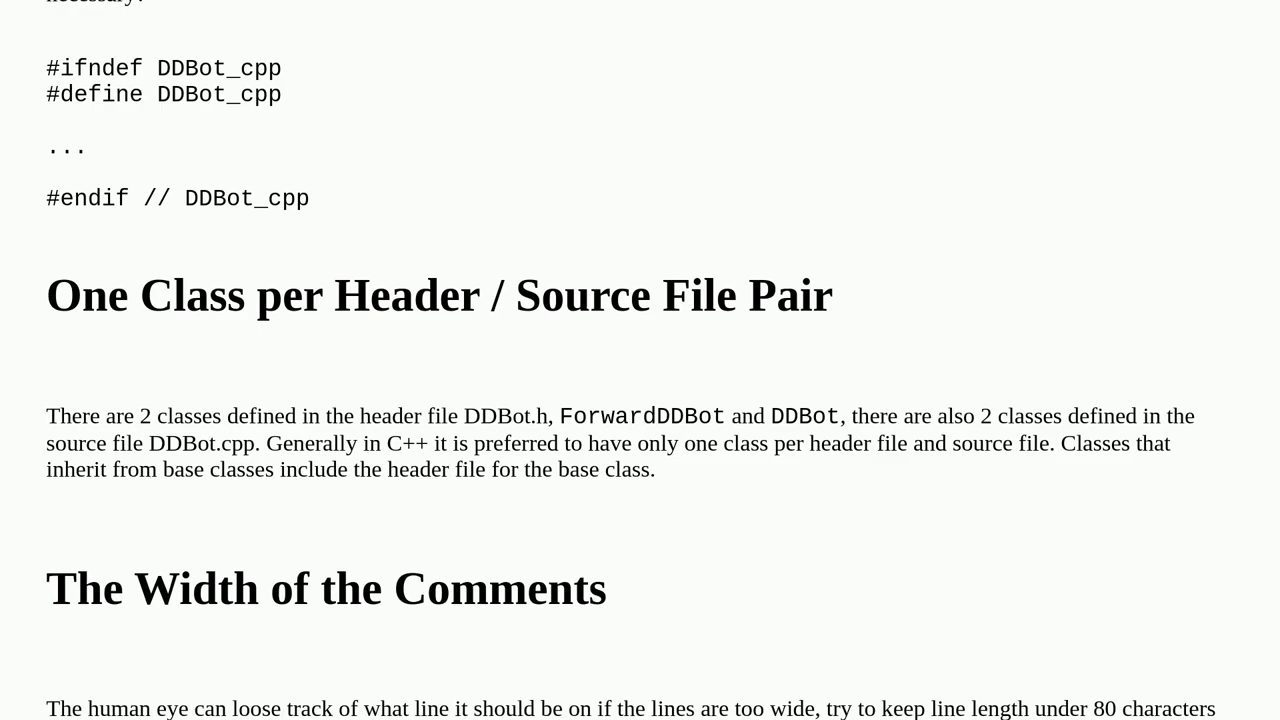 necessary?
#ifndef DDBot_cpp
#define DDBot_cpp
...
#endif // DDBot_cpp
One Class per Header / Source File Pair
There are 2 classes defined in the header file DDBot.h, ForwardDDBot and DDBot, there are also 2 classes defined in the
source file DDBot.cpp. Generally in C++ it is preferred to have only one class per header file and source file. Classes that
inherit from base classes include the header file for the base class.
The Width of the Comments
The human eye can loose track of what line it should be on if the lines are too wide, try to keep line length under 80 characters